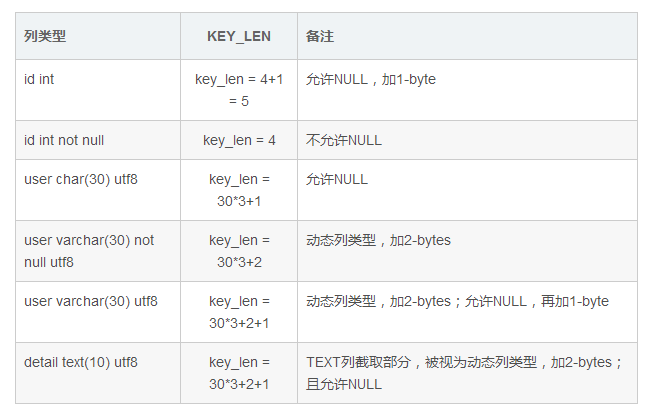 列类型 KEY_LEN 备注
id int key_len = 4+1 允许NULL，加1-byte
= 5
id int not null key_len = 4 不允许NULL
user char(30) utf8 key_len = 允许NULL
30*3+1
user varchar(30) not key_len = 动态列类型，加2-bytes
null utf8 30*3+2
user varchar(30) utf8 key_len = 动态列类型，加2-bytes；允许NULL，再加1-byte
30*3+2+1
detail text(10) utf8 key_len = TEXT列截取部分，被视为动态列类型，加2-bytes；
30*3+2+1 且允许NULL